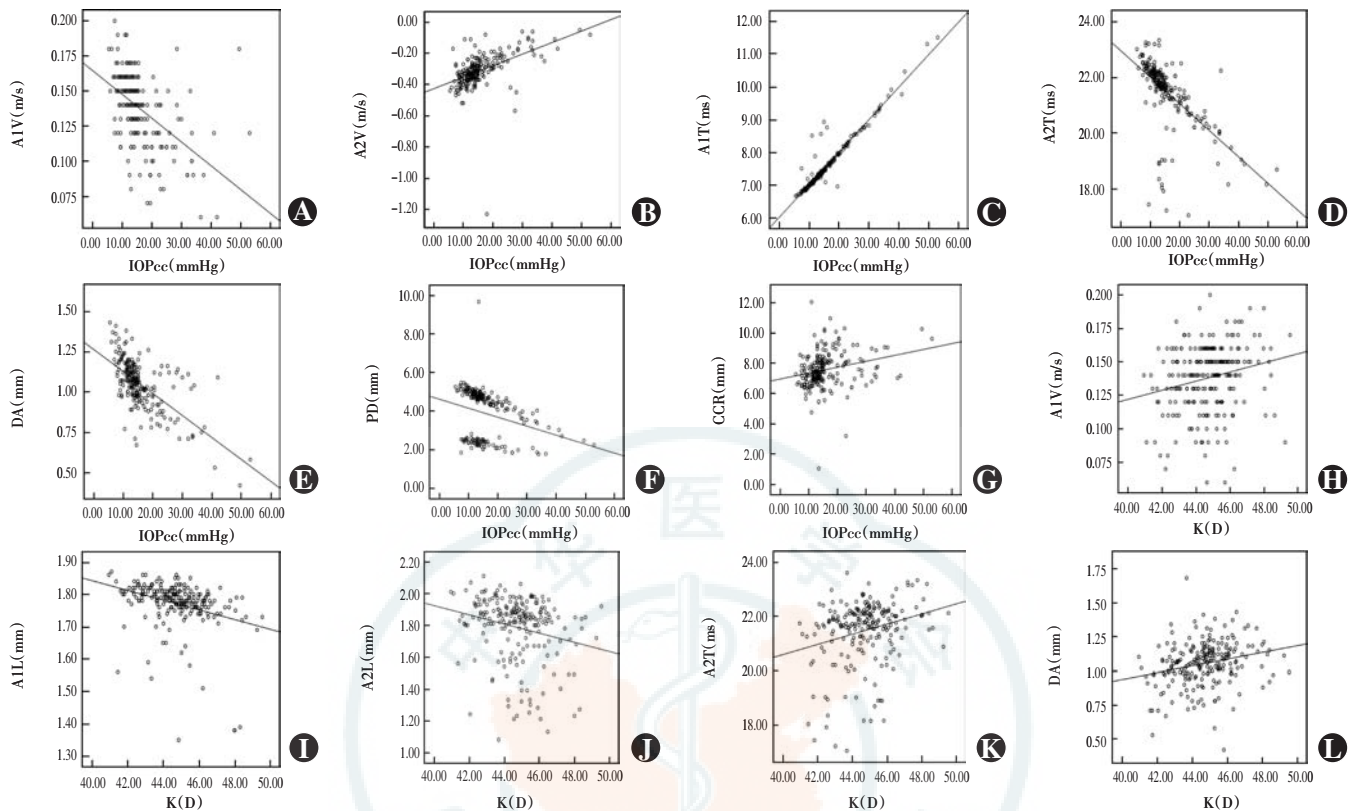 A1V(m/s)
0.200
0.175
0.150
0.125
0.100
0.075
0.00 10.00 20.00 30.00 40.00 50.00 60.00
IOPcc(mmHg)
A
A2V(m/s)
0.00
-0.20
-0.40
-0.60
-0.80
-1.00
-1.20
0.00 10.00 20.00 30.00 40.00 50.00 60.00
IOPcc(mmHg)
B
A1T(ms)
12.00
11.00
10.00
9.00
8.00
7.00
6.00
0.00 10.00 20.00 30.00 40.00 50.00 60.00
IOPcc(mmHg)
C
A2T(ms)
24.00
22.00
20.00
18.00
0.00 10.00 20.00 30.00 40.00 50.00 60.00
IOPcc(mmHg)
D
DA(mm)
1.50
1.25
1.00
0.75
0.50
0.00 10.00 20.00 30.00 40.00 50.00 60.00
IOPcc(mmHg)
E
PD(mm)
10.00
8.00
6.00
4.00
2.00
0.00
0.00 10.00 20.00 30.00 40.00 50.00 60.00
IOPcc(mmHg)
F
CCR(mm)
12.00
10.00
8.00
6.00
4.00
2.00
0.00
0.00 10.00 20.00 30.00 40.00 50.00 60.00
IOPcc(mmHg)
G
A1V(m/s)
0.200
0.175
0.150
0.125
0.100
0.075
40.00 42.00 44.00 46.00 48.00 50.00
K(D)
H
A1L(mm)
1.90
1.80
1.70
1.60
1.50
1.40
1.30
40.00 42.00 44.00 46.00 48.00 50.00
K(D)
I
A2L(mm)
2.20
2.00
1.80
1.60
1.40
1.20
1.00
40.00 42.00 44.00 46.00 48.00 50.00
K(D)
J
A2T(ms)
24.00
22.00
20.00
18.00
40.00 42.00 44.00 46.00 48.00 50.00
K(D)
K
DA(mm)
1.75
1.50
1.25
1.00
0.75
0.50
40.00 42.00 44.00 46.00 48.00 50.00
K(D)
L
中华医学会